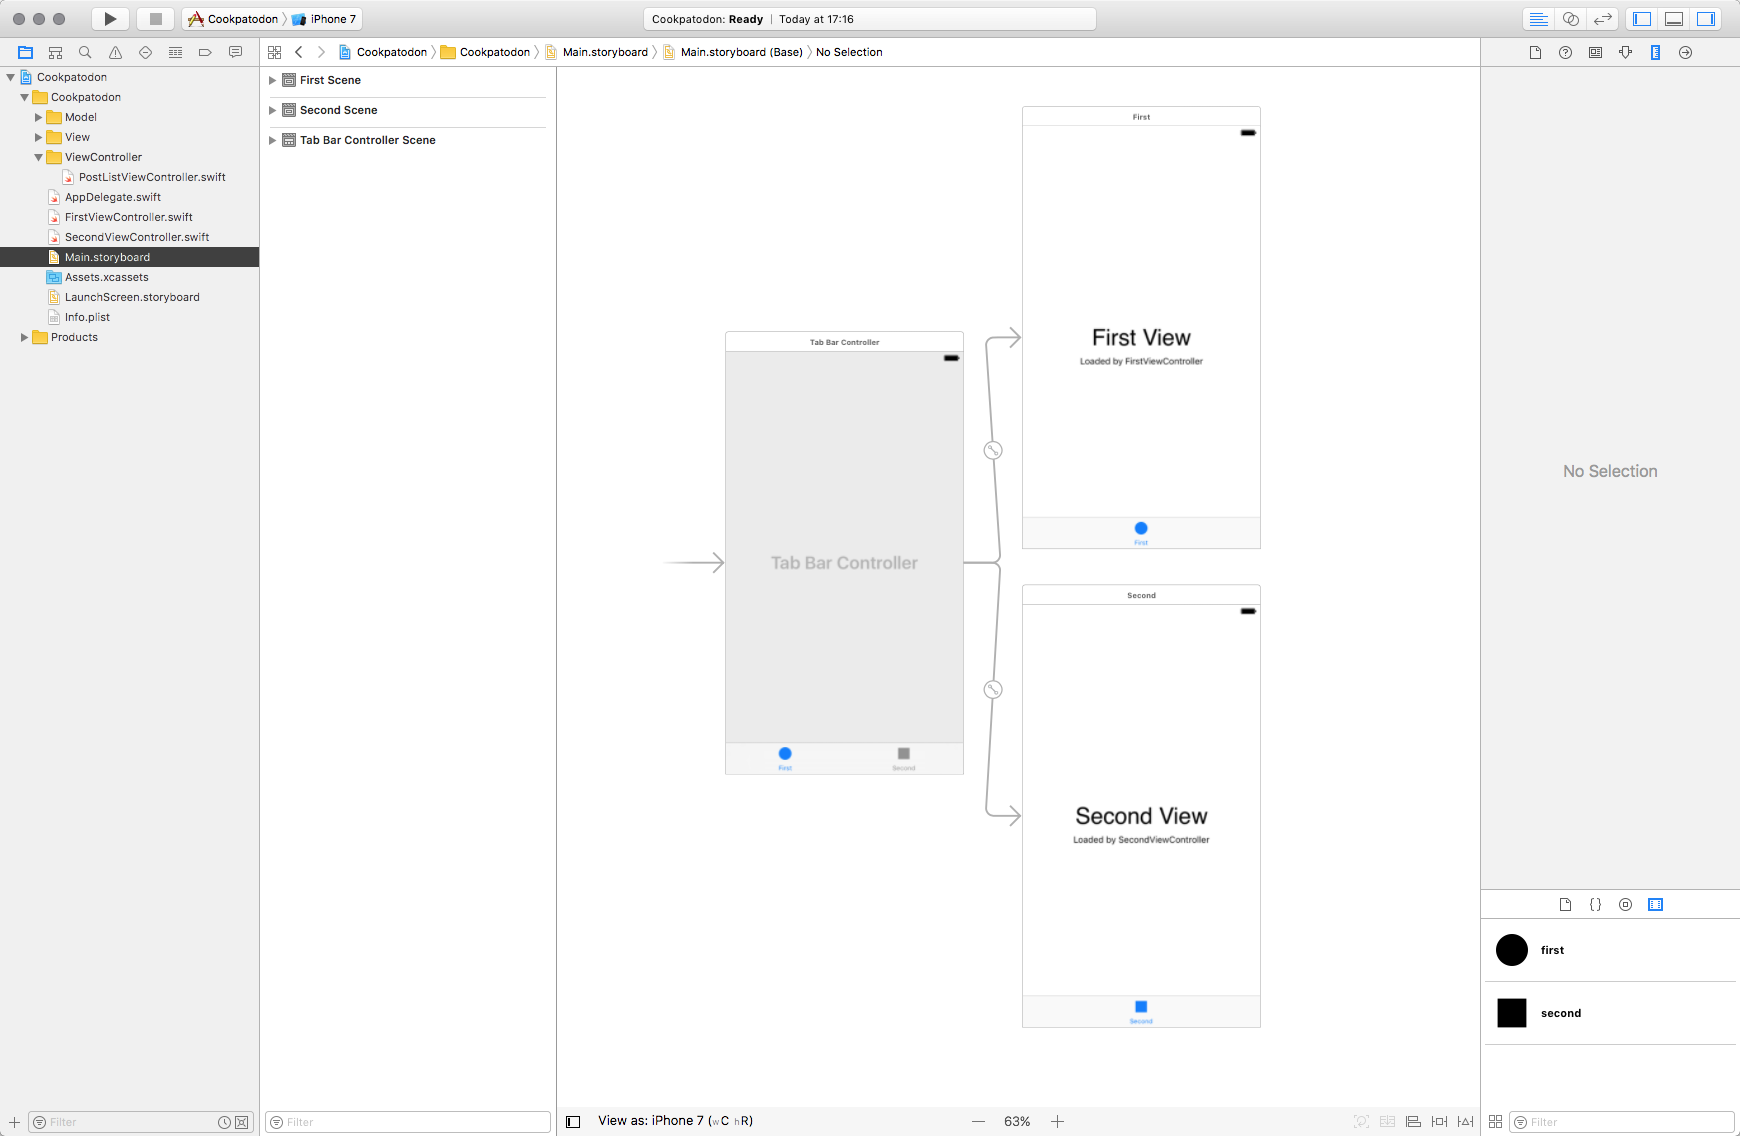 Cookpatodon 〉 iPhone 7
Cookpatodon: Ready | Today at 17:16
Cookpatodon 〉 Cookpatodon 〉 Main.storyboard 〉 Main.storyboard (Base) 〉 No Selection
Cookpatodon
Cookpatodon
Model
View
ViewController
PostListViewController.swift
AppDelegate.swift
FirstViewController.swift
SecondViewController.swift
Main.storyboard
Assets.xcassets
LaunchScreen.storyboard
Info.plist
Products
Filter
First Scene
Second Scene
Tab Bar Controller Scene
Filter
Tab Bar Controller
Tab Bar Controller
First
Second
First
First View
Loaded by FirstViewController
First
Second
Second View
Loaded by SecondViewController
Second
View as: iPhone 7 (wC hR)
63%
No Selection
{ }
first
second
Filter